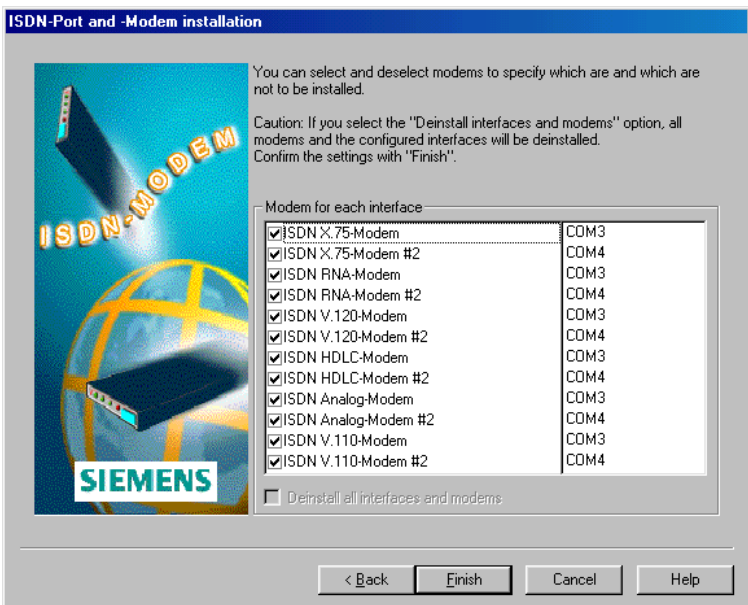 ISDN-Port and -Modem installation
You can select and deselect modems to specify which are and which are
not to be installed.
Caution: If you select the "Deinstall interfaces and modems" option, all
modems and the configured interfaces will be deinstalled.
Confirm the settings with "Finish".
ISDN-MODEM
SIEMENS
Modem for each interface
ISDN X.75-Modem COM3
ISDN X.75-Modem #2 COM4
ISDN RNA-Modem COM3
ISDN RNA-Modem #2 COM4
ISDN V.120-Modem COM3
ISDN V.120-Modem #2 COM4
ISDN HDLC-Modem COM3
ISDN HDLC-Modem #2 COM4
ISDN Analog-Modem COM3
ISDN Analog-Modem #2 COM4
ISDN V.110-Modem COM3
ISDN V.110-Modem #2 COM4
Deinstall all interfaces and modems
< Back Finish Cancel Help